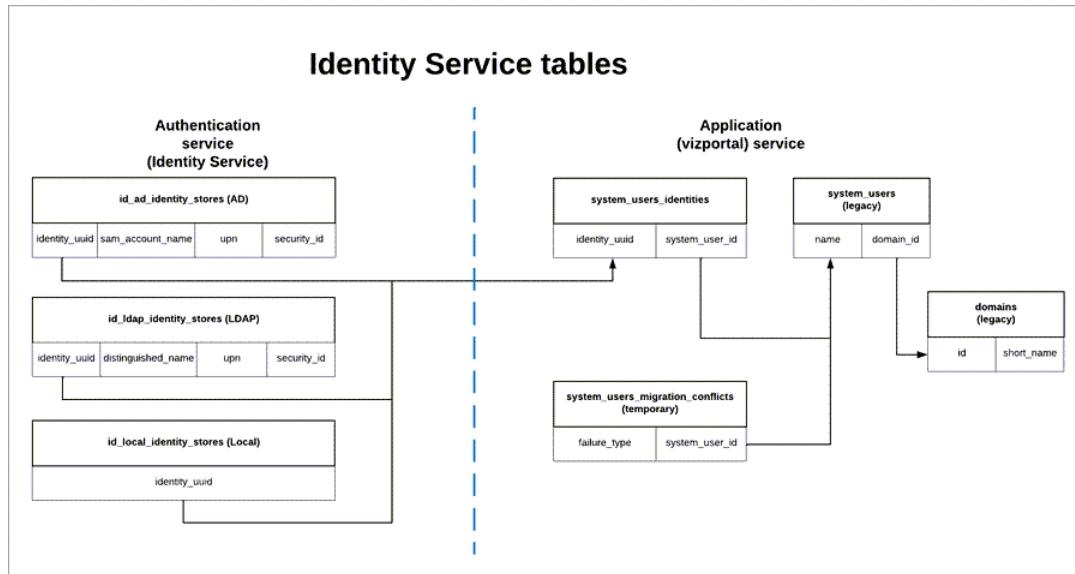 Identity Service tables
Authentication
service
(Identity Service)
id_ad_identity_stores (AD)
identity_uuid
sam_account_name
upn
security_id
id_ldap_identity_stores (LDAP)
identity_uuid
distinguished_name
upn
security_id
id_local_identity_stores (Local)
identity_uuid
Application
(vizportal) service
system_users_identities
identity_uuid
system_user_id
system_users
(legacy)
name
domain_id
domains
(legacy)
id
short_name
system_users_migration_conflicts
(temporary)
failure_type
system_user_id